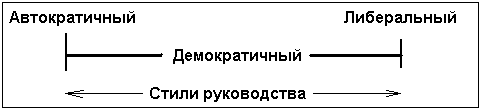 Автократичный Либеральный
Демократичный
Стили руководства